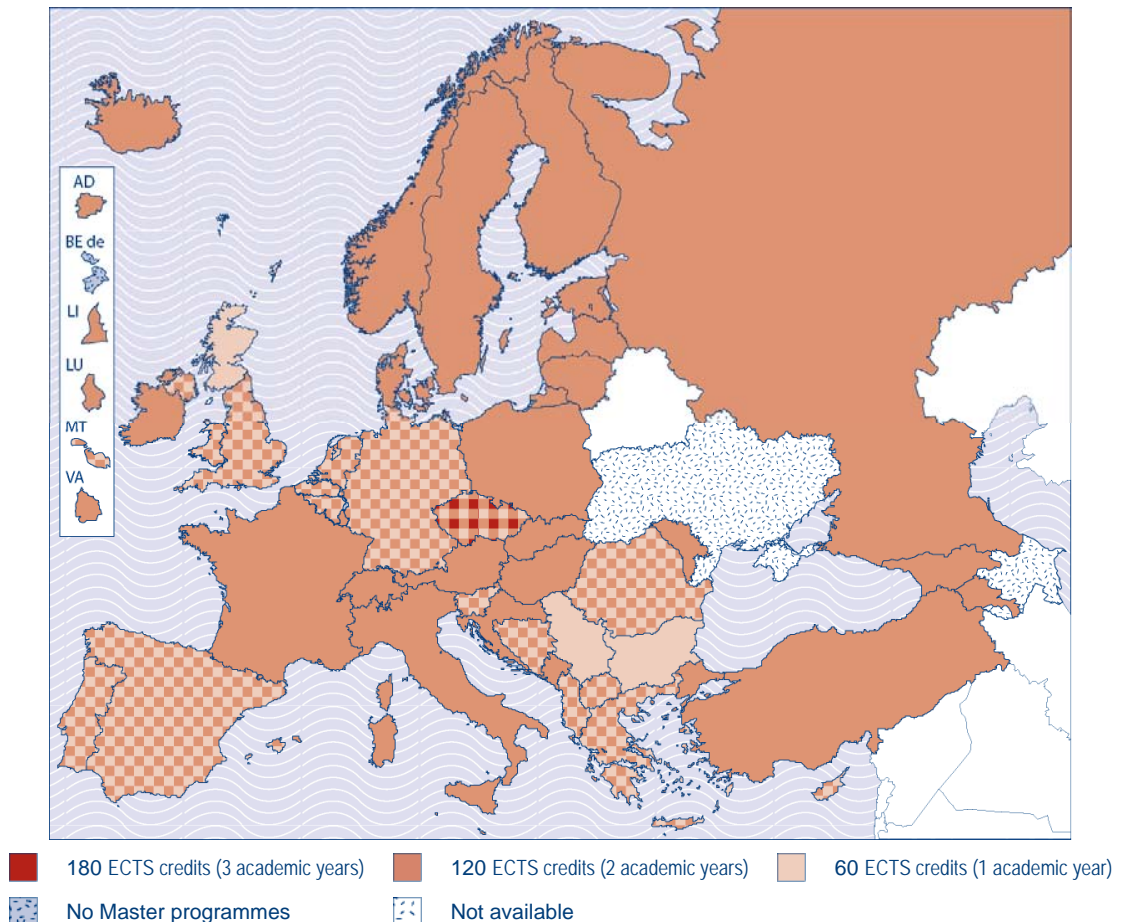 AD
BE de
LI
LU
MT
VA
180 ECTS credits (3 academic years) 120 ECTS credits (2 academic years) 60 ECTS credits (1 academic year)
No Master programmes Not available